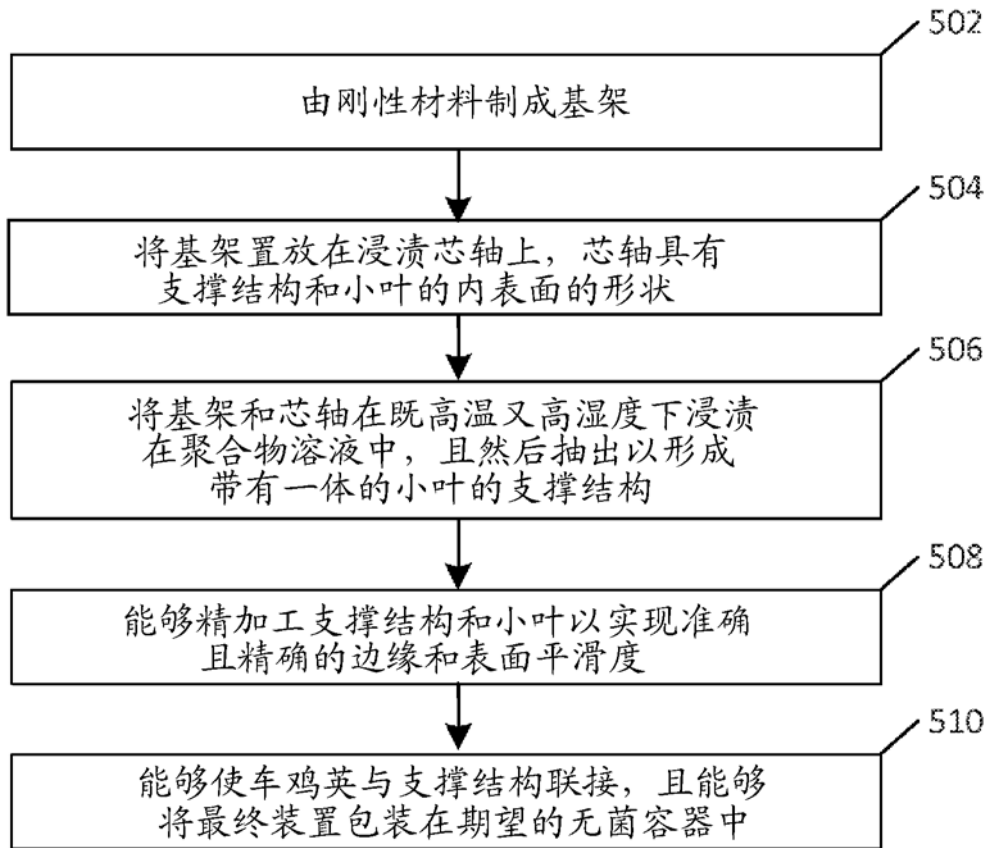 502
由刚性材料制成基架
504
将基架置放在浸渍芯轴上，芯轴具有
支撑结构和小叶的内表面的形状
506
将基架和芯轴在既高温又高湿度下浸渍
在聚合物溶液中，且然后抽出以形成
带有一体的小叶的支撑结构
508
能够精加工支撑结构和小叶以实现准确
且精确的边缘和表面平滑度
510
能够使车鸡英与支撑结构联接，且能够
将最终装置包装在期望的无菌容器中